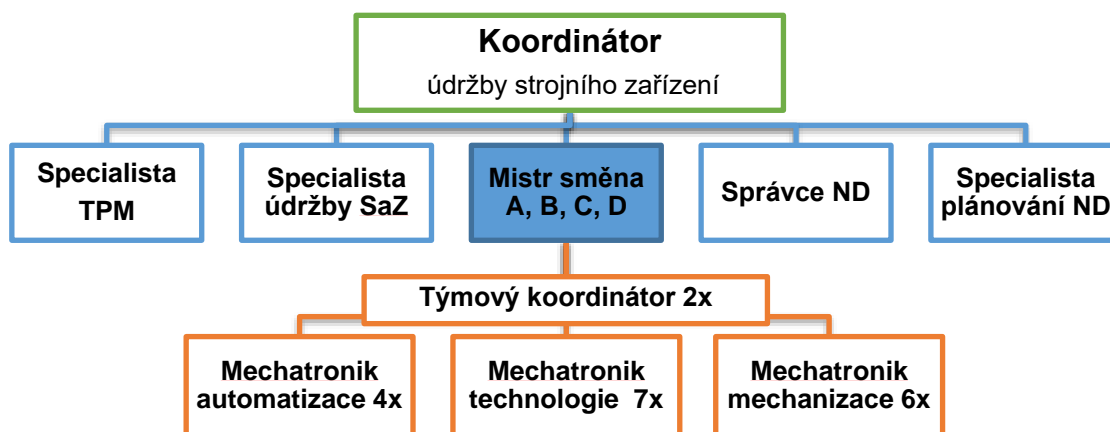 Koordinátor
údržby strojního zařízení
Specialista
TPM
Specialista
údržby SaZ
Mistr směna
A, B, C, D
Správce ND
Specialista
plánování ND
Týmový koordinátor 2x
Mechatronik
automatizace 4x
Mechatronik
technologie 7x
Mechatronik
mechanizace 6x